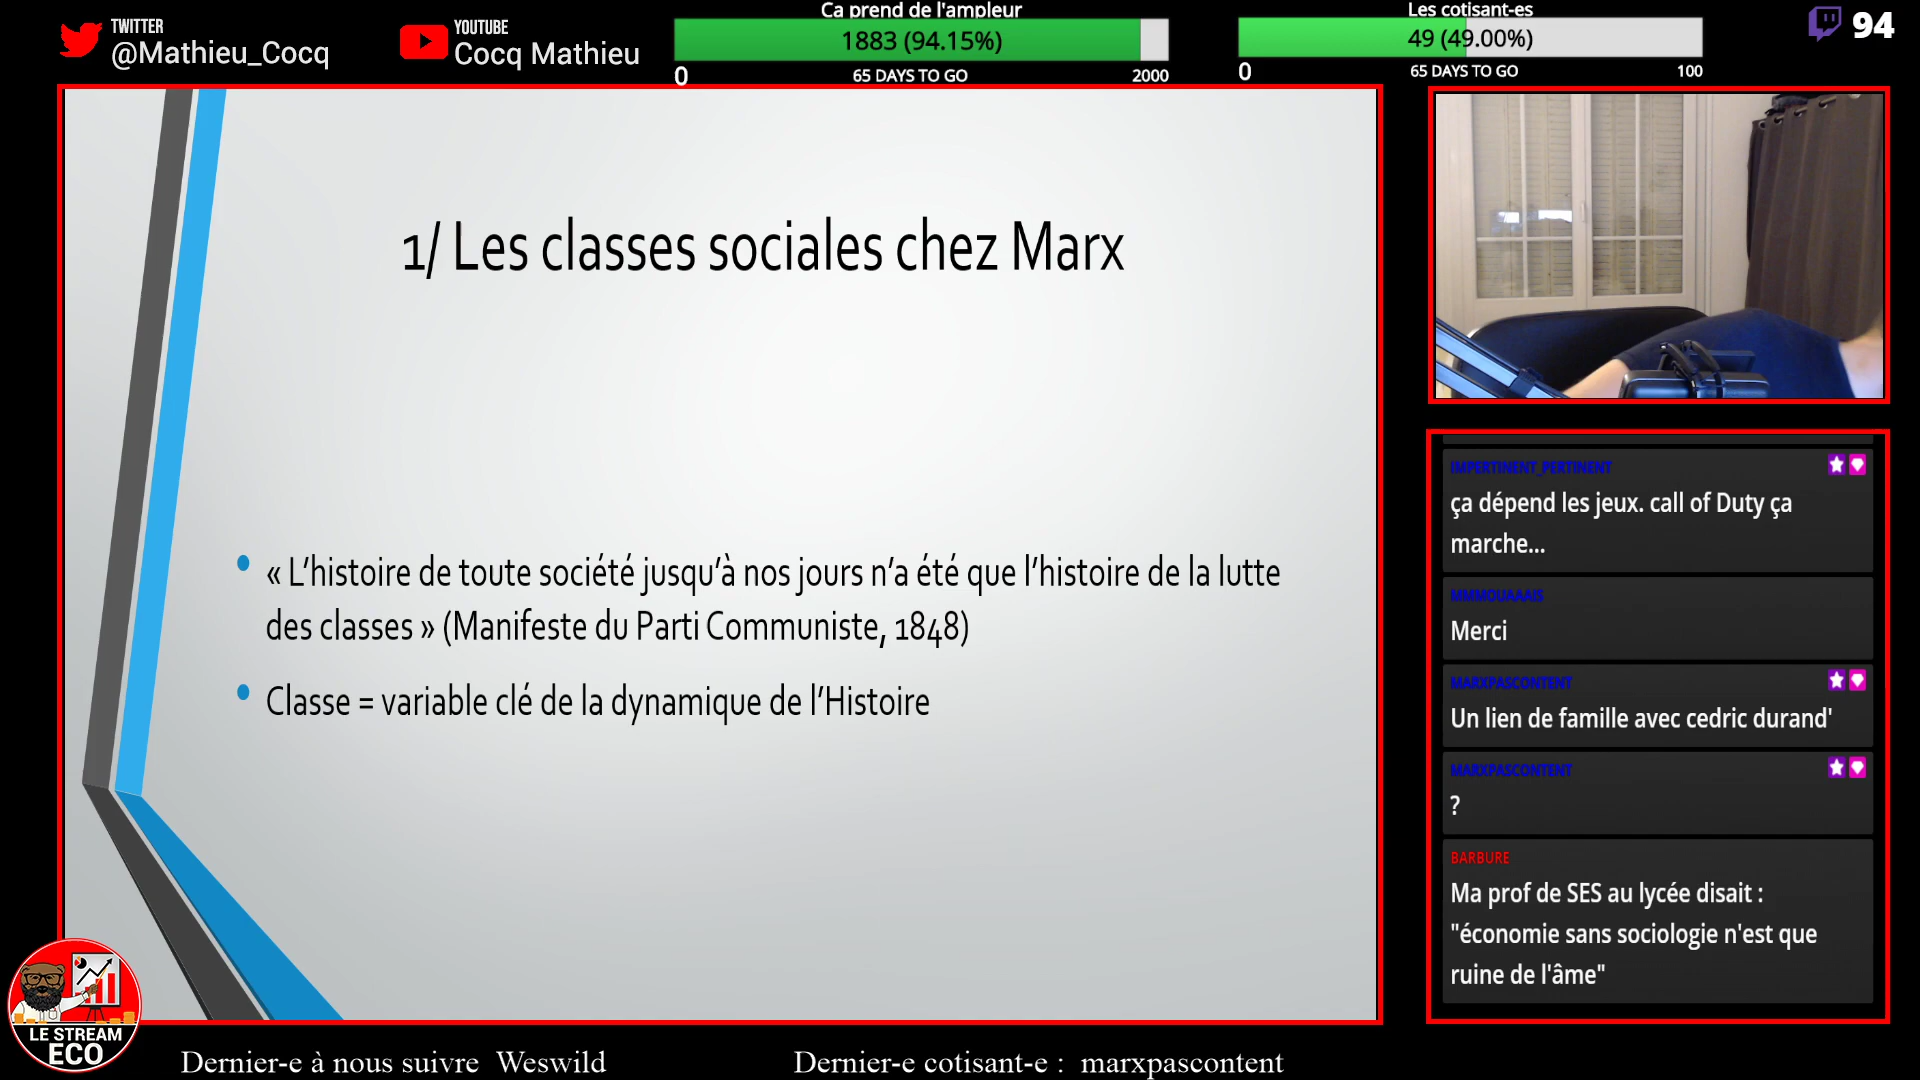 TWITTER
@Mathieu_Cocq
YOUTUBE
Cocq Mathieu
Ca prend de l'ampleur
1883 (94.15%)
0
65 DAYS TO GO
2000
Les cotisant-es
49 (49.00%)
0
65 DAYS TO GO
100
94
1/ Les classes sociales chez Marx
• « L’histoire de toute société jusqu’à nos jours n’a été que l’histoire de la lutte
des classes » (Manifeste du Parti Communiste, 1848)
• Classe = variable clé de la dynamique de l’Histoire
IMPERTINENT_PERTINENT
ça dépend les jeux. call of Duty ça
marche...
MMMOUAAAIS
Merci
MARXPASCONTENT
Un lien de famille avec cedric durand'
MARXPASCONTENT
?
BARBURE
Ma prof de SES au lycée disait :
"économie sans sociologie n'est que
ruine de l'âme"
LE STREAM
ECO
Dernier-e à nous suivre Weswild
Dernier-e cotisant-e : marxpascontent